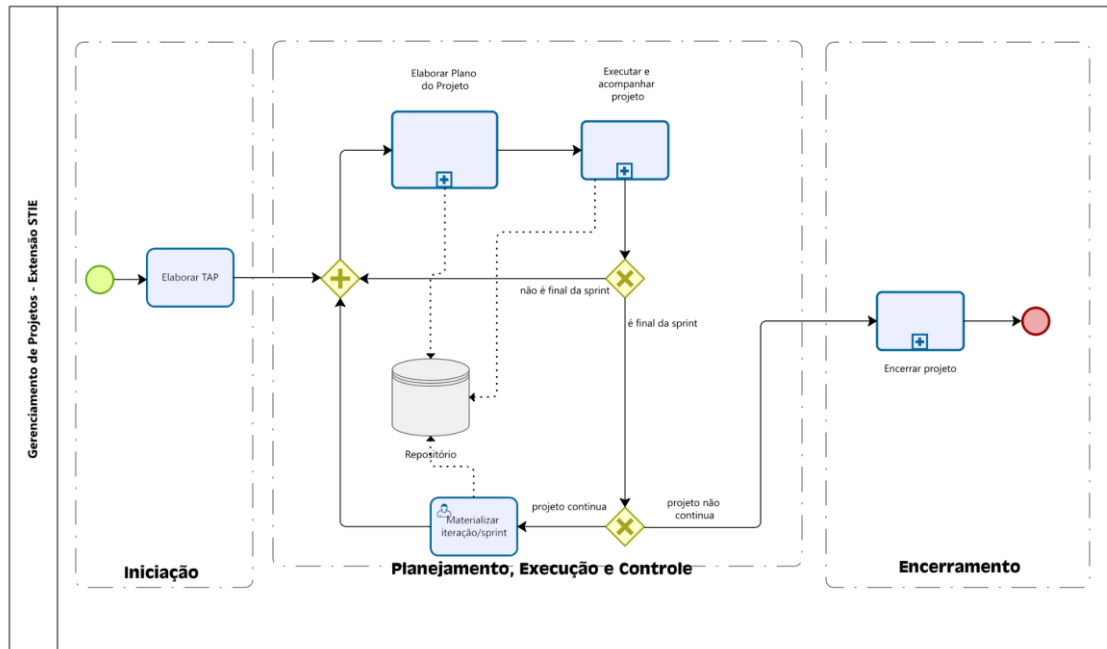 Gerenciamento de Projetos - Extensão STIE
Elaborar TAP
Iniciação
Elaborar Plano
do Projeto
Executar e
acompanhar
projeto
não é final da sprint
é final da sprint
Repositório
Materializar
iteração/sprint
projeto continua
projeto não
continua
Planejamento, Execução e Controle
Encerrar projeto
Encerramento